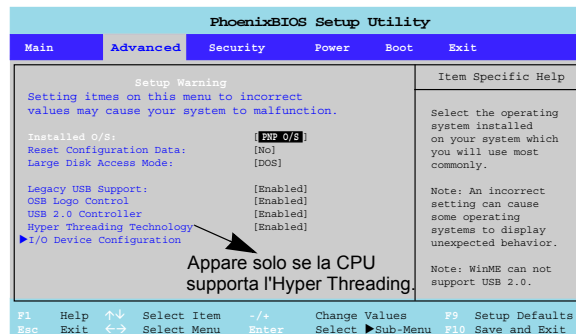 PhoenixBIOS Setup Utility
Main Advanced Security Power Boot Exit
Setup Warning
Setting itmes on this menu to incorrect
values may cause your system to malfunction.
Installed O/S: [PNP O/S]
Reset Configuration Data: [No]
Large Disk Access Mode: [DOS]
Legacy USB Support: [Enabled]
OSB Logo Control [Enabled]
USB 2.0 Controller [Enabled]
Hyper Threading Technology [Enabled]
▶I/O Device Configuration
Appare solo se la CPU
supporta l'Hyper Threading.
Item Specific Help
Select the operating
system installed
on your system which
you will use most
commonly.
Note: An incorrect
setting can cause
some operating
systems to display
unexpected behavior.
Note: WinME can not
support USB 2.0.
F1 Help ↑↓ Select Item -/+ Change Values F9 Setup Defaults
Esc Exit ←→ Select Menu Enter Select ▶Sub-Menu F10 Save and Exit